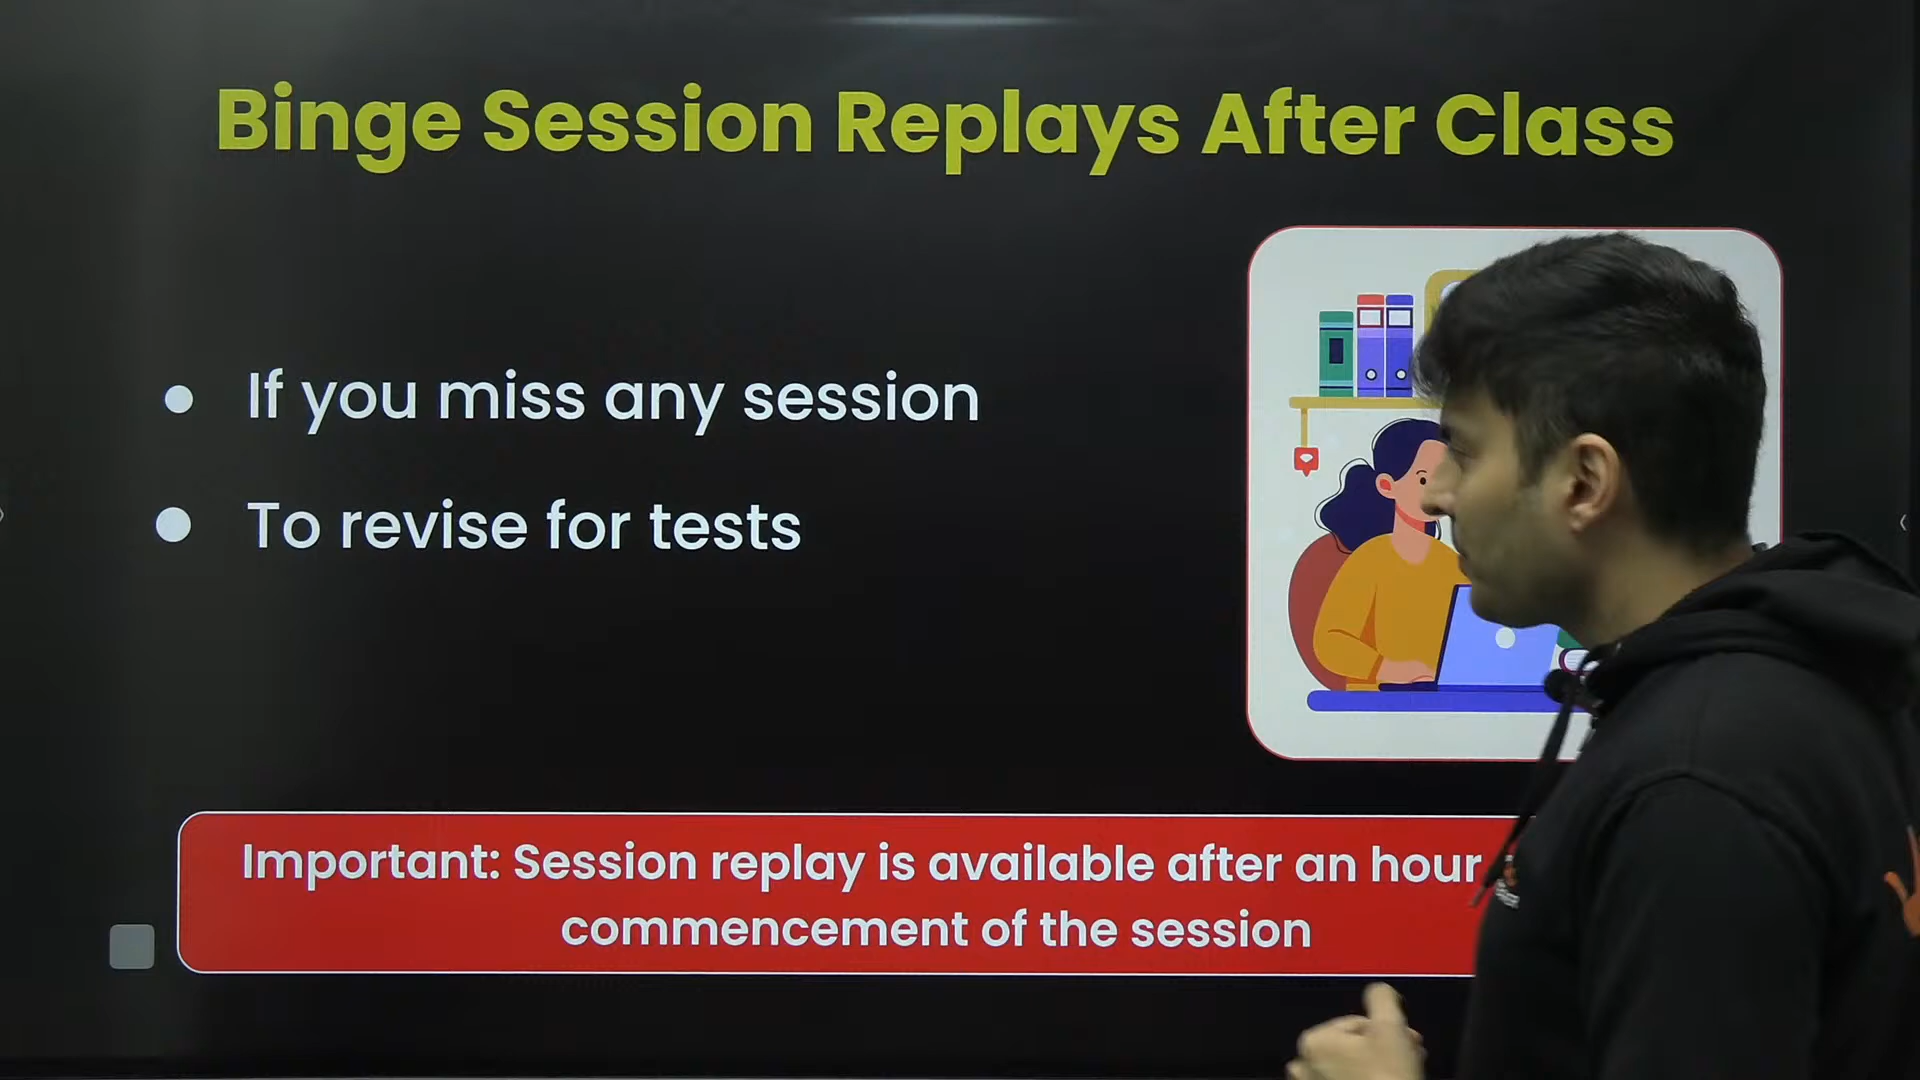 Binge Session Replays After Class
If you miss any session
To revise for tests
Important: Session replay is available after an hour
commencement of the session